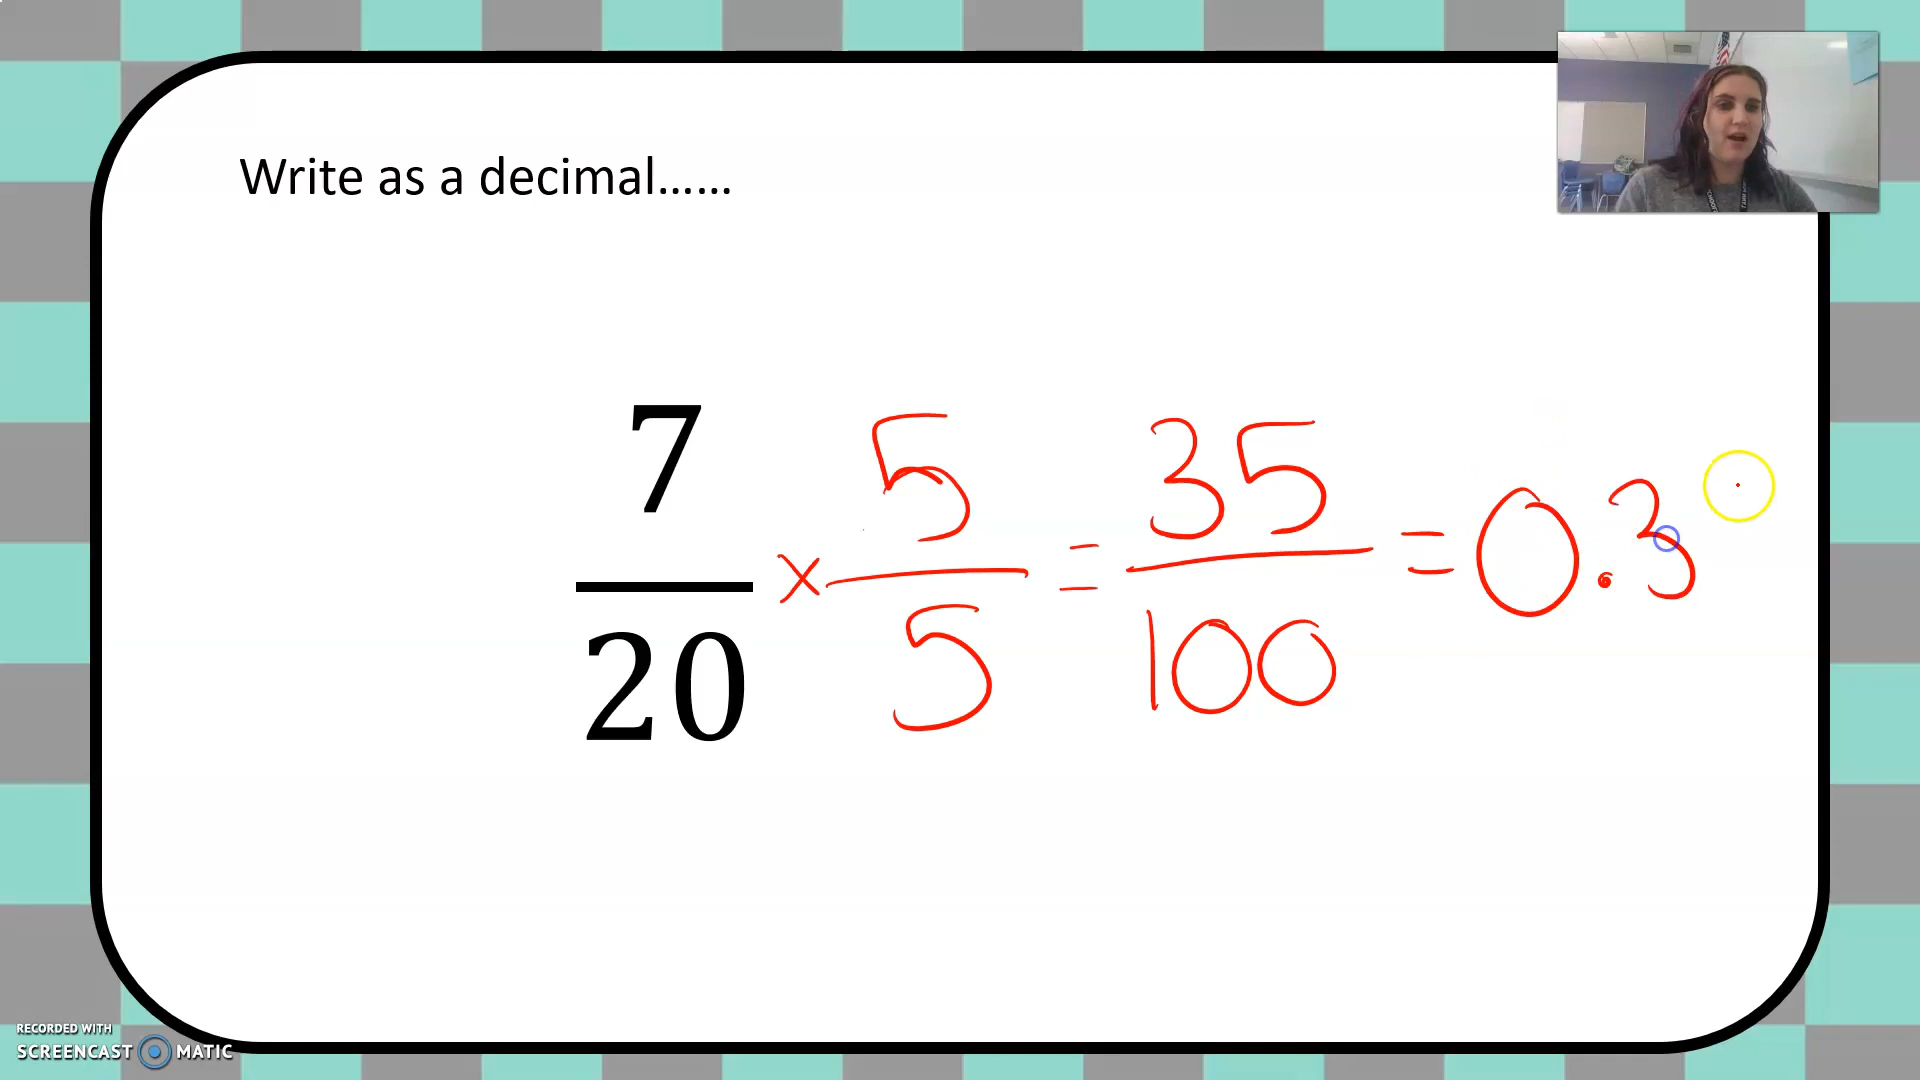 Write as a decimal......
7/20 × 5/5 = 35/100 = 0.3
RECORDED WITH
SCREENCAST MATIC